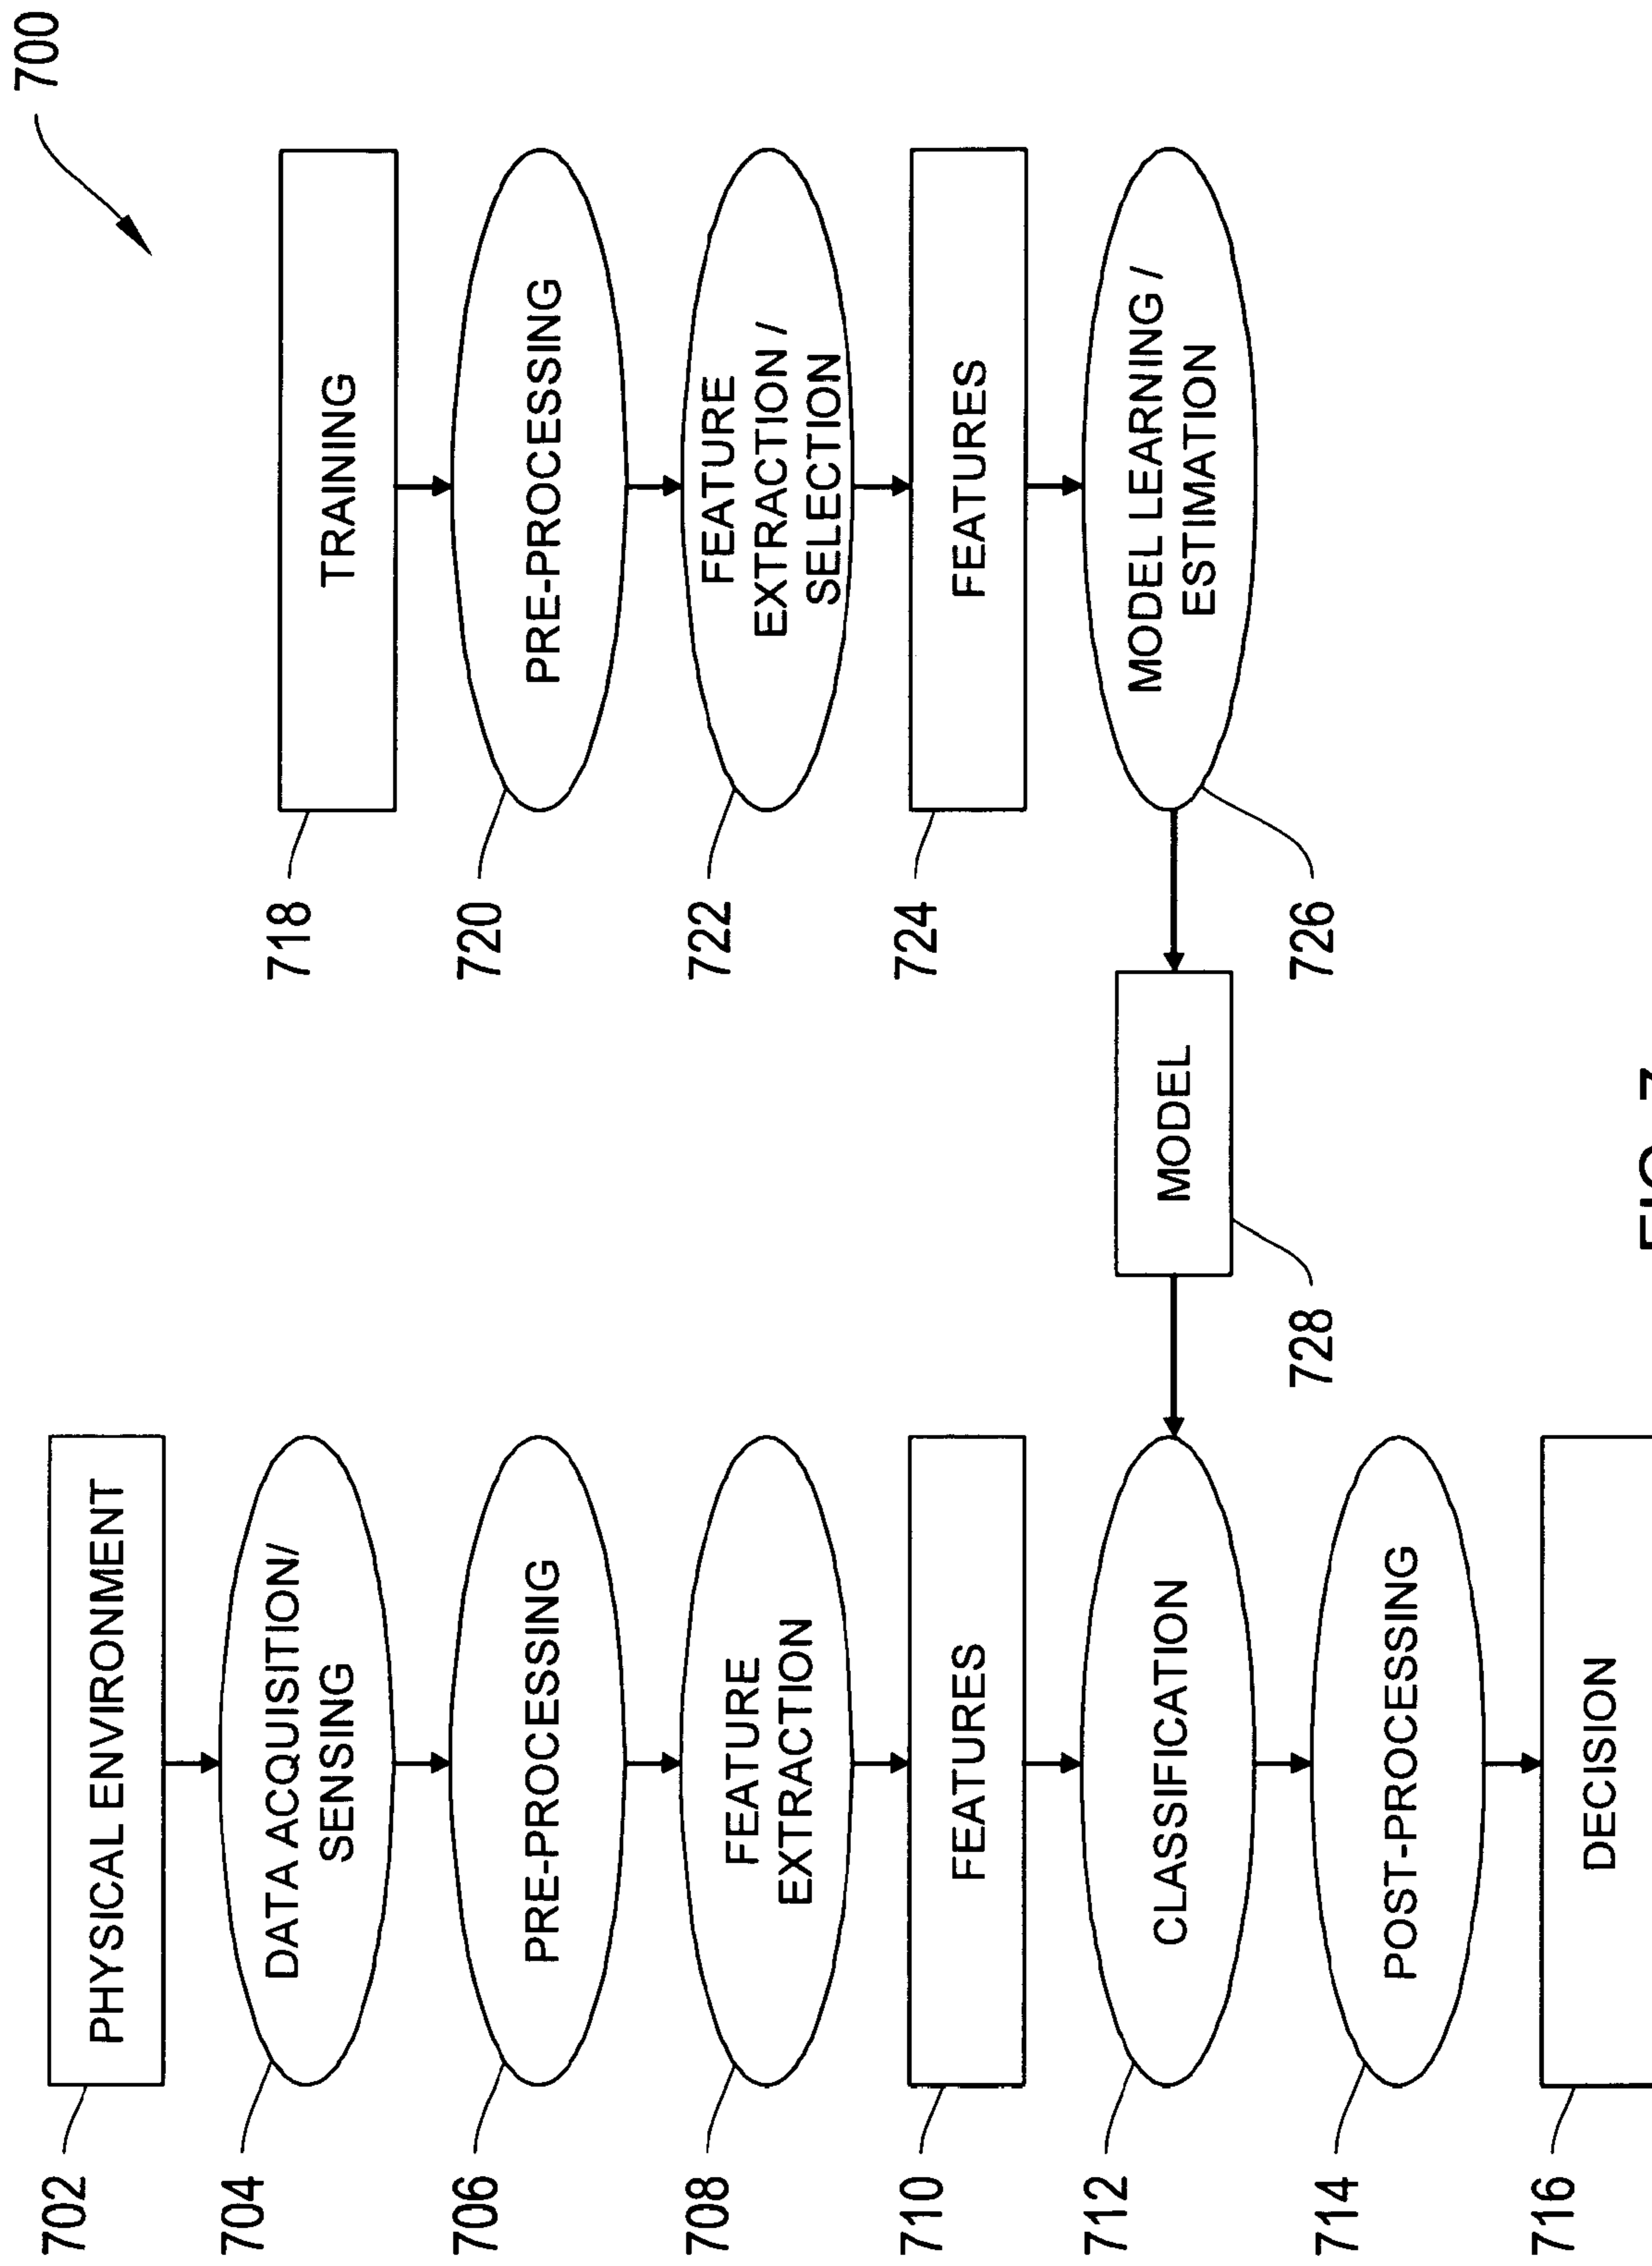 700
702
PHYSICAL ENVIRONMENT
704
DATA ACQUISITION/
SENSING
706
PRE-PROCESSING
708
FEATURE
EXTRACTION
710
FEATURES
712
CLASSIFICATION
714
POST-PROCESSING
716
DECISION
718
TRAINING
720
PRE-PROCESSING
722
FEATURE
EXTRACTION /
SELECTION
724
FEATURES
726
MODEL LEARNING /
ESTIMATION
728
MODEL
FIG. 7